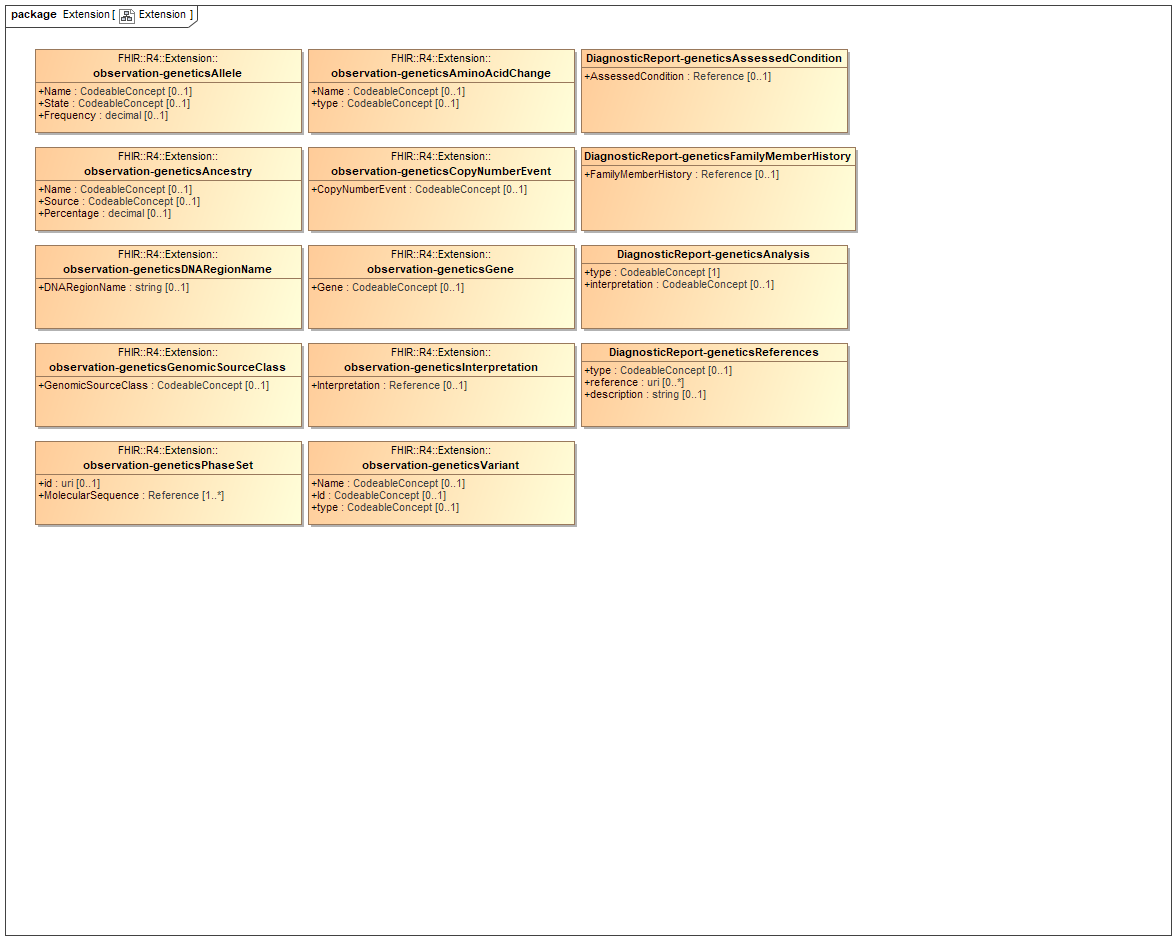 package Extension [ Extension ]
FHIR::R4::Extension::
observation-geneticsAllele
+Name : CodeableConcept [0..1]
+State : CodeableConcept [0..1]
+Frequency : decimal [0..1]
FHIR::R4::Extension::
observation-geneticsAminoAcidChange
+Name : CodeableConcept [0..1]
+type : CodeableConcept [0..1]
DiagnosticReport-geneticsAssessedCondition
+AssessedCondition : Reference [0..1]
FHIR::R4::Extension::
observation-geneticsAncestry
+Name : CodeableConcept [0..1]
+Source : CodeableConcept [0..1]
+Percentage : decimal [0..1]
FHIR::R4::Extension::
observation-geneticsCopyNumberEvent
+CopyNumberEvent : CodeableConcept [0..1]
DiagnosticReport-geneticsFamilyMemberHistory
+FamilyMemberHistory : Reference [0..1]
FHIR::R4::Extension::
observation-geneticsDNARegionName
+DNARegionName : string [0..1]
FHIR::R4::Extension::
observation-geneticsGene
+Gene : CodeableConcept [0..1]
DiagnosticReport-geneticsAnalysis
+type : CodeableConcept [1]
+interpretation : CodeableConcept [0..1]
FHIR::R4::Extension::
observation-geneticsGenomicSourceClass
+GenomicSourceClass : CodeableConcept [0..1]
FHIR::R4::Extension::
observation-geneticsInterpretation
+Interpretation : Reference [0..1]
DiagnosticReport-geneticsReferences
+type : CodeableConcept [0..1]
+reference : uri [0..*]
+description : string [0..1]
FHIR::R4::Extension::
observation-geneticsPhaseSet
+id : uri [0..1]
+MolecularSequence : Reference [1..*]
FHIR::R4::Extension::
observation-geneticsVariant
+Name : CodeableConcept [0..1]
+Id : CodeableConcept [0..1]
+type : CodeableConcept [0..1]